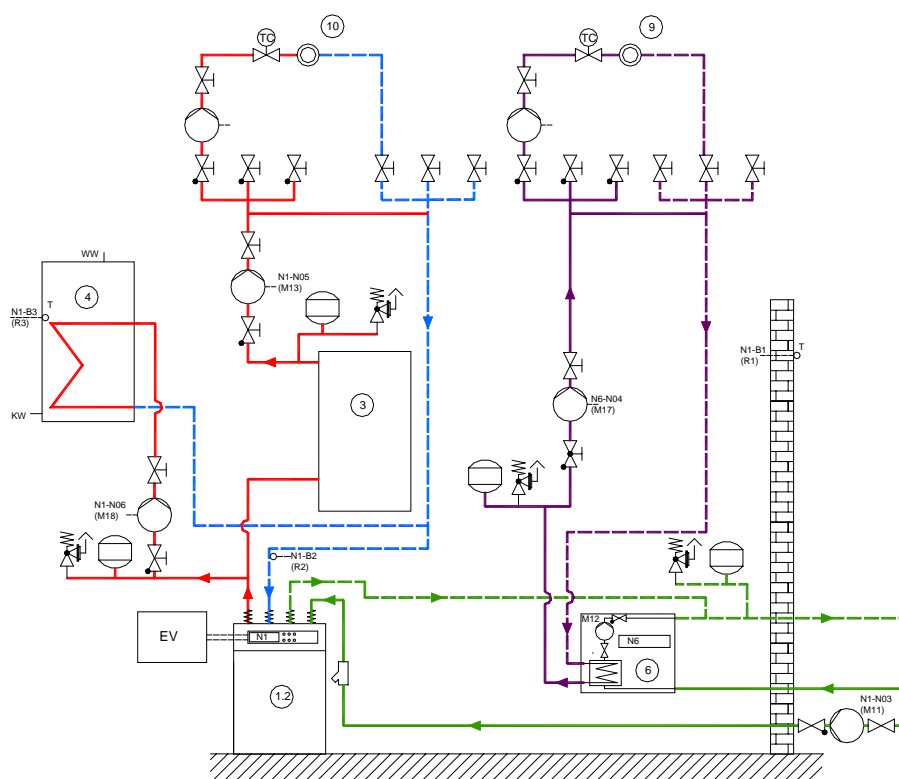 10
9
TC
TC
WW
4
T
N1-B3
(R3)
KW
N1-N05
(M13)
3
N6-N04
(M17)
N1-B1
(R1)
T
N1-N06
(M18)
N1-B2
(R2)
EV
N1
1.2
M12
N6
6
N1-N03
(M11)